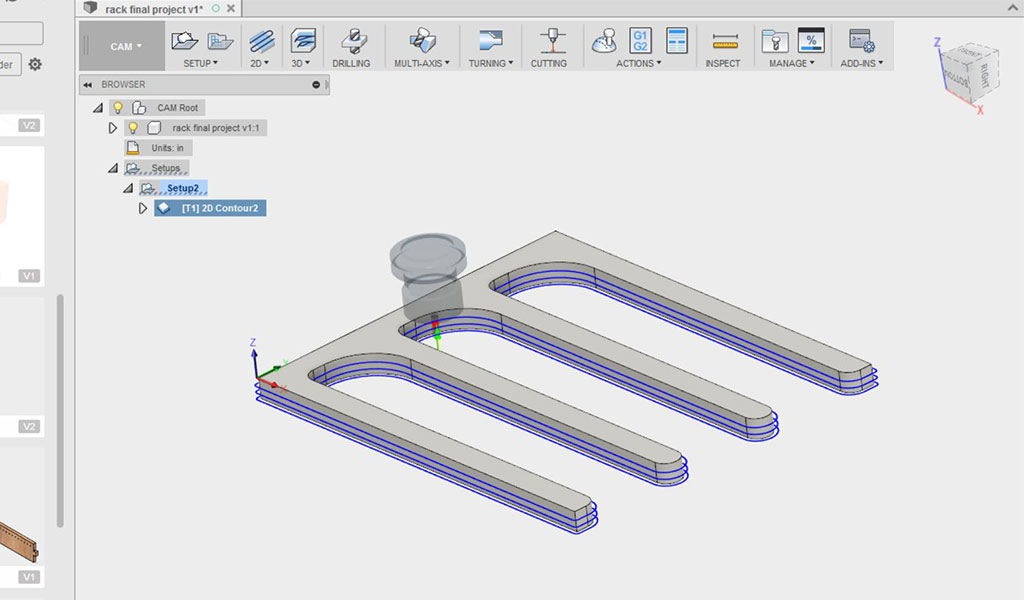 rack final project v1*
der
CAM
SETUP
2D
3D
DRILLING
MULTI-AXIS
TURNING
CUTTING
G1
G2
ACTIONS
INSPECT
%
MANAGE
ADD-INS
BROWSER
CAM Root
rack final project v1:1
Units: in
Setups
Setup2
[T1] 2D Contour2
V2
V1
V2
V1
Z
FRONT
BOTTOM
RIGHT
X
Z
Y
X